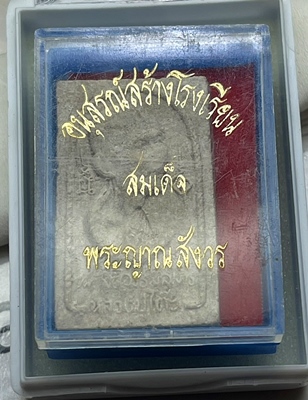 อนุสรณ์สร้างโรงเรียน
สมเด็จ
พระญาณสังวร